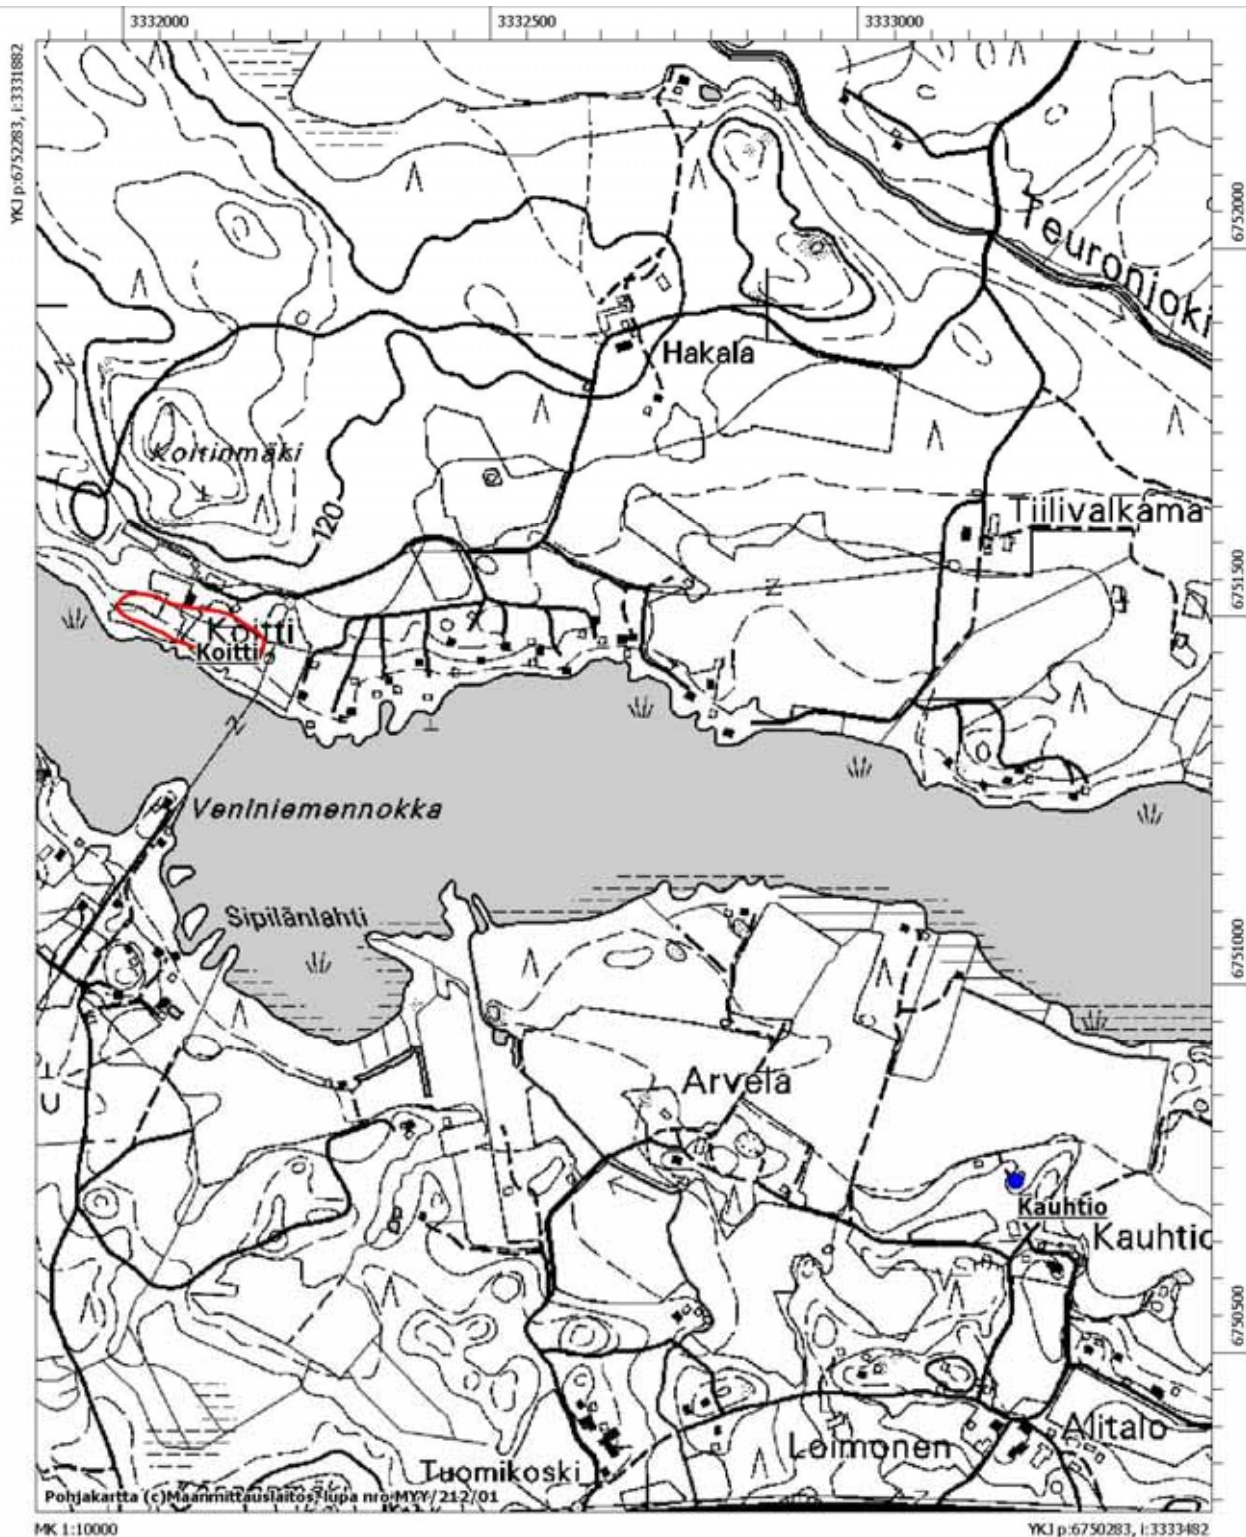 3332000
3332500
3333000
YKJ p:6752283, i:3331882
6752000
Teuronjoki
Hakala
Koitinmäki
120
Tiilivalkama
6751500
Koitti
Koitti
Z
Z
Z
Veniniemennokka
Sipilänlahti
6751000
Arvela
U
Kauhtio
Kauhtio
6750500
Alitalo
Loimonen
Tuomikoski
Pohjakartta (c)Maanmittauslaitos, lupa nro MYY/212/01
MK 1:10000
YKJ p:6750283, i:3333482